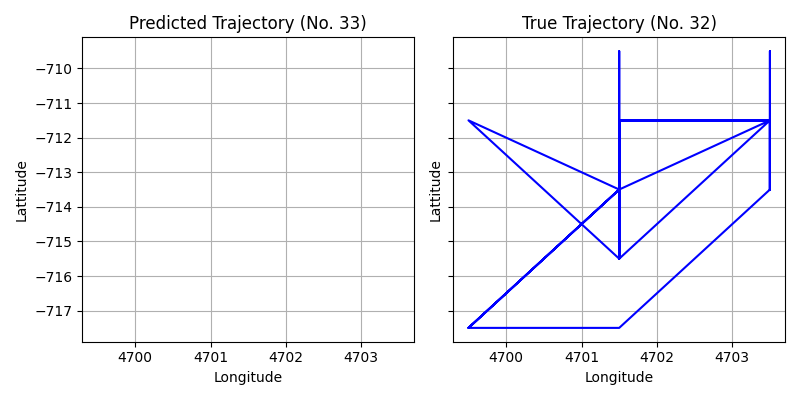 Predicted Trajectory (No. 33)
True Trajectory (No. 32)
Lattitude
−710
−711
−712
−713
−714
−715
−716
−717
4700
4701
4702
4703
Longitude
Lattitude
4700
4701
4702
4703
Longitude